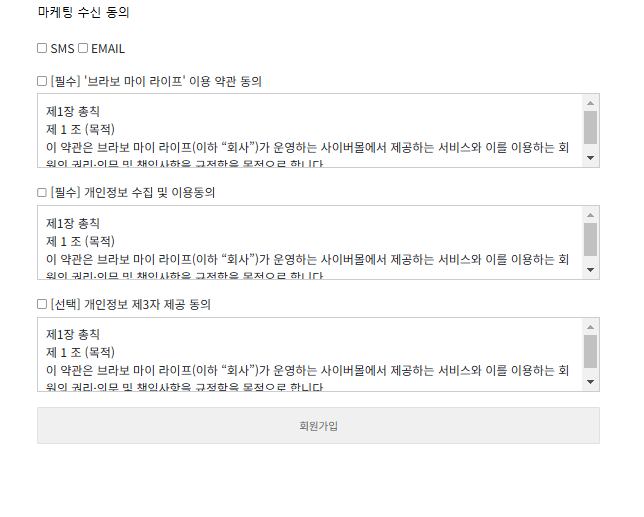 마케팅 수신 동의
SMS EMAIL
[필수] '브라보 마이 라이프' 이용 약관 동의
제1장 총칙
제 1 조 (목적)
이 약관은 브라보 마이 라이프(이하 “회사”)가 운영하는 사이버몰에서 제공하는 서비스와 이를 이용하는 회
원의 권리·의무 및 책임사항을 규정함을 목적으로 합니다
[필수] 개인정보 수집 및 이용동의
제1장 총칙
제 1 조 (목적)
이 약관은 브라보 마이 라이프(이하 “회사”)가 운영하는 사이버몰에서 제공하는 서비스와 이를 이용하는 회
원의 권리·의무 및 책임사항을 규정함을 목적으로 합니다
[선택] 개인정보 제3자 제공 동의
제1장 총칙
제 1 조 (목적)
이 약관은 브라보 마이 라이프(이하 “회사”)가 운영하는 사이버몰에서 제공하는 서비스와 이를 이용하는 회
원의 권리·의무 및 책임사항을 규정함을 목적으로 합니다
회원가입